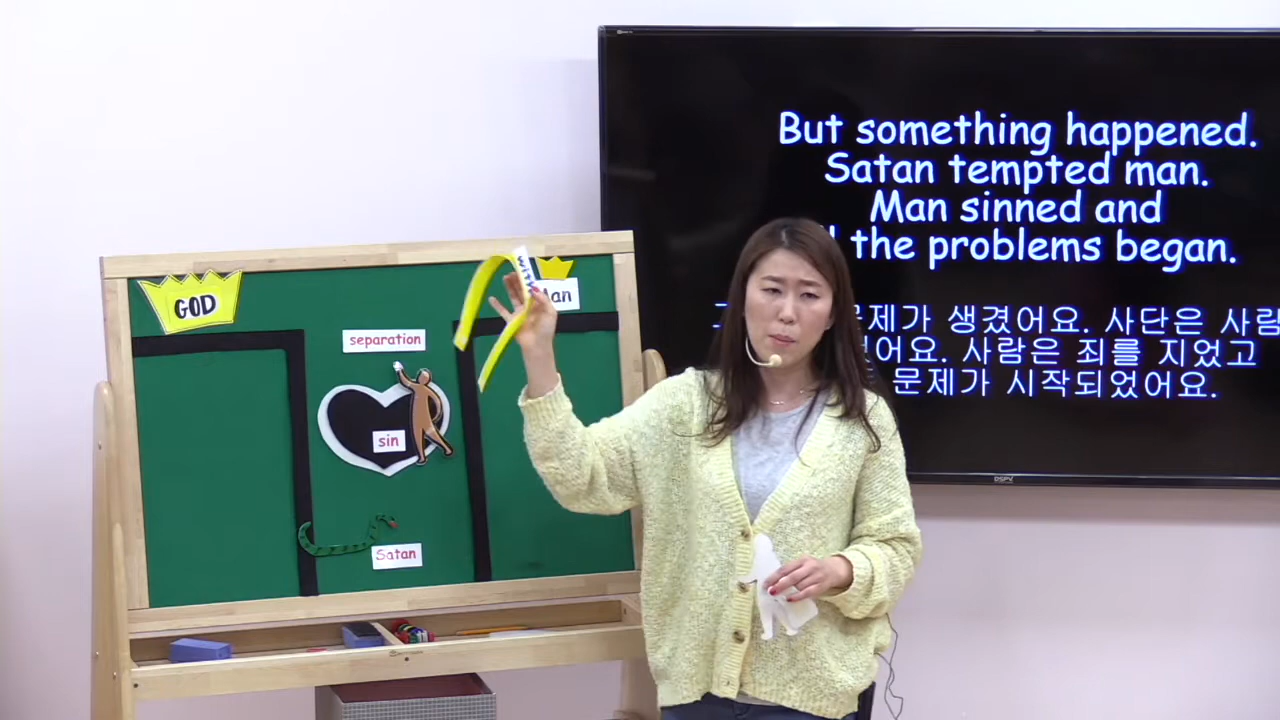 But something happened.
Satan tempted man.
Man sinned and
the problems began.
문제가 생겼어요. 사단은 사람
사람은 죄를 지었고
문제가 시작되었어요.
GOD
Man
separation
sin
Satan
with
DSPV